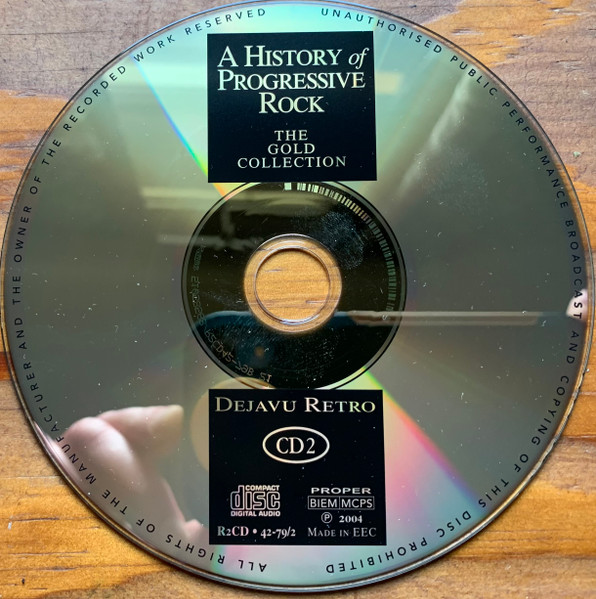 A HISTORY of
PROGRESSIVE
ROCK
THE
GOLD
COLLECTION
DEJAVU RETRO
CD2
COMPACT
disc
DIGITAL AUDIO
R2CD • 42-79/2
PROPER
BIEM MCPS
Ⓟ 2004
MADE IN EEC
ALL RIGHTS OF THE MANUFACTURER AND THE OWNER OF THE RECORDED WORK RESERVED
UNAUTHORISED PUBLIC PERFORMANCE BROADCAST AND COPYING OF THIS DISC PROHIBITED